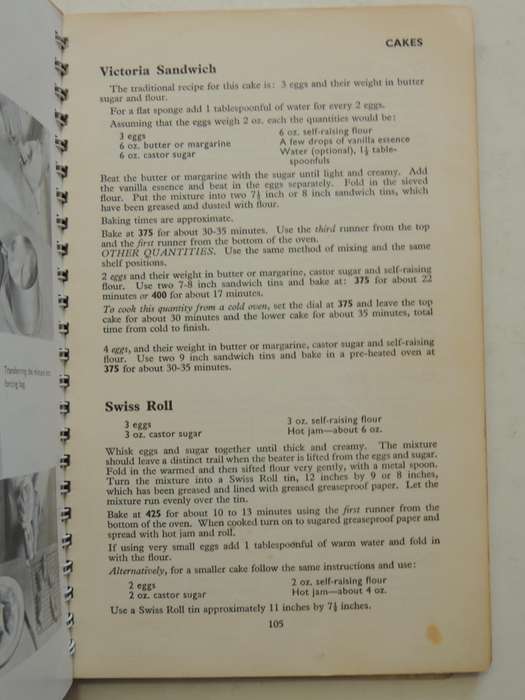 CAKES
Victoria Sandwich
The traditional recipe for this cake is: 3 eggs and their weight in butter
sugar and flour.
For a flat sponge add 1 tablespoonful of water for every 2 eggs.
Assuming that the eggs weigh 2 oz. each the quantities would be:
3 eggs
6 oz. butter or margarine
6 oz. castor sugar
6 oz. self-raising flour
A few drops of vanilla essence
Water (optional), 1½ table-
spoonfuls
Beat the butter or margarine with the sugar until light and creamy. Add
the vanilla essence and beat in the eggs separately. Fold in the sieved
flour. Put the mixture into two 7½ inch or 8 inch sandwich tins, which
have been greased and dusted with flour.
Baking times are approximate.
Bake at 375 for about 30-35 minutes. Use the third runner from the top
and the first runner from the bottom of the oven.
OTHER QUANTITIES. Use the same method of mixing and the same
shelf positions.
2 eggs and their weight in butter or margarine, castor sugar and self-raising
flour. Use two 7-8 inch sandwich tins and bake at: 375 for about 22
minutes or 400 for about 17 minutes.
To cook this quantity from a cold oven, set the dial at 375 and leave the top
cake for about 30 minutes and the lower cake for about 35 minutes, total
time from cold to finish.
4 eggs, and their weight in butter or margarine, castor sugar and self-raising
flour. Use two 9 inch sandwich tins and bake in a pre-heated oven at
375 for about 30-35 minutes.
Transferring the mixture into
forcing bag.
Swiss Roll
3 eggs
3 oz. castor sugar
3 oz. self-raising flour
Hot jam—about 6 oz.
Whisk eggs and sugar together until thick and creamy. The mixture
should leave a distinct trail when the beater is lifted from the eggs and sugar.
Fold in the warmed and then sifted flour very gently, with a metal spoon.
Turn the mixture into a Swiss Roll tin, 12 inches by 9 or 8 inches,
which has been greased and lined with greased greaseproof paper. Let the
mixture run evenly over the tin.
Bake at 425 for about 10 to 13 minutes using the first runner from the
bottom of the oven. When cooked turn on to sugared greaseproof paper and
spread with hot jam and roll.
If using very small eggs add 1 tablespoonful of warm water and fold in
with the flour.
Alternatively, for a smaller cake follow the same instructions and use:
2 eggs
2 oz. castor sugar
2 oz. self-raising flour
Hot jam—about 4 oz.
Use a Swiss Roll tin approximately 11 inches by 7½ inches.
105